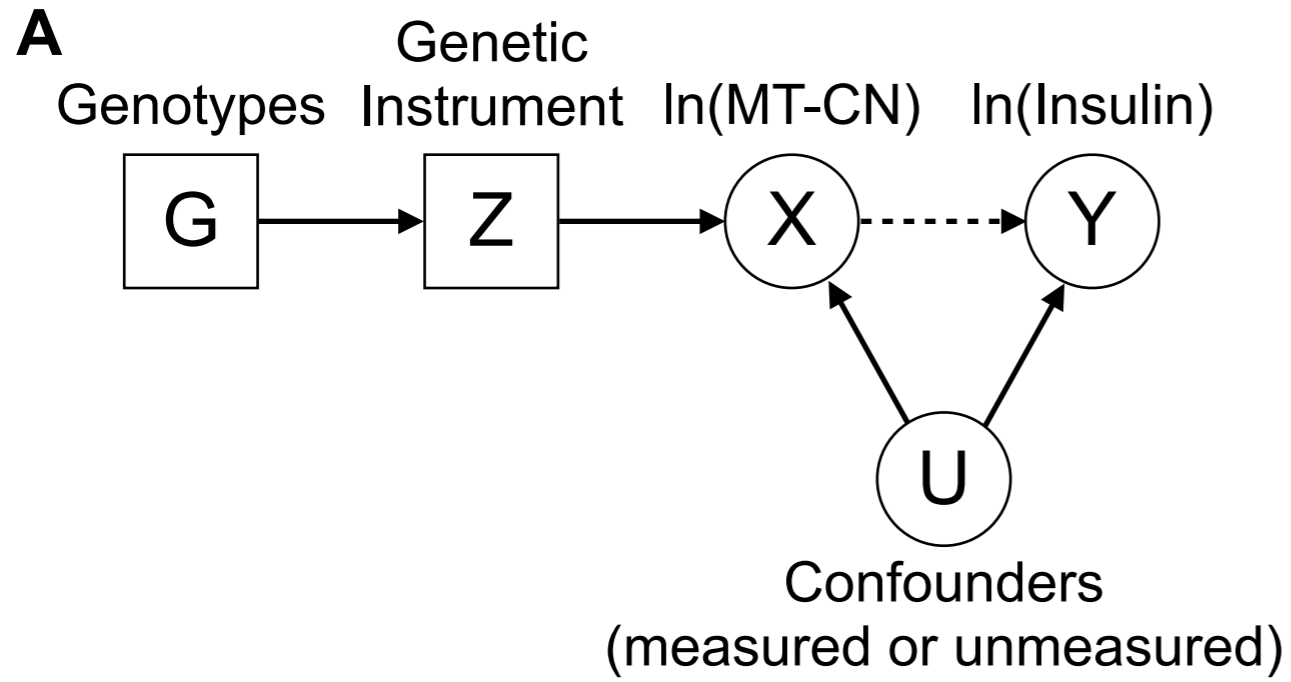 A
Genotypes
Genetic
Instrument
ln(MT-CN)
ln(Insulin)
G
Z
X
Y
U
Confounders
(measured or unmeasured)